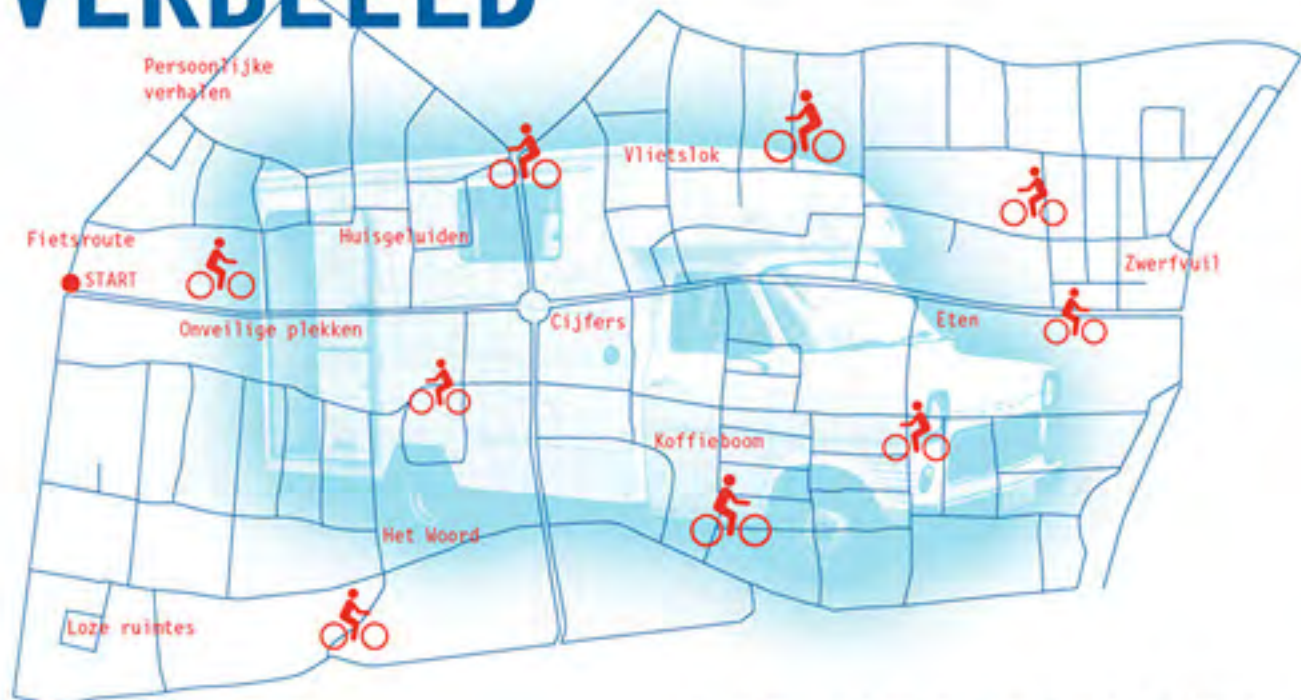 VERBEELD
Persoonlijke
verhalen
Vlietslok
Fietsroute
START
Huisgeluiden
Zwerfvuil
Onveilige plekken
Cijfers
Eten
Koffieboom
Het Woord
Loze ruimtes